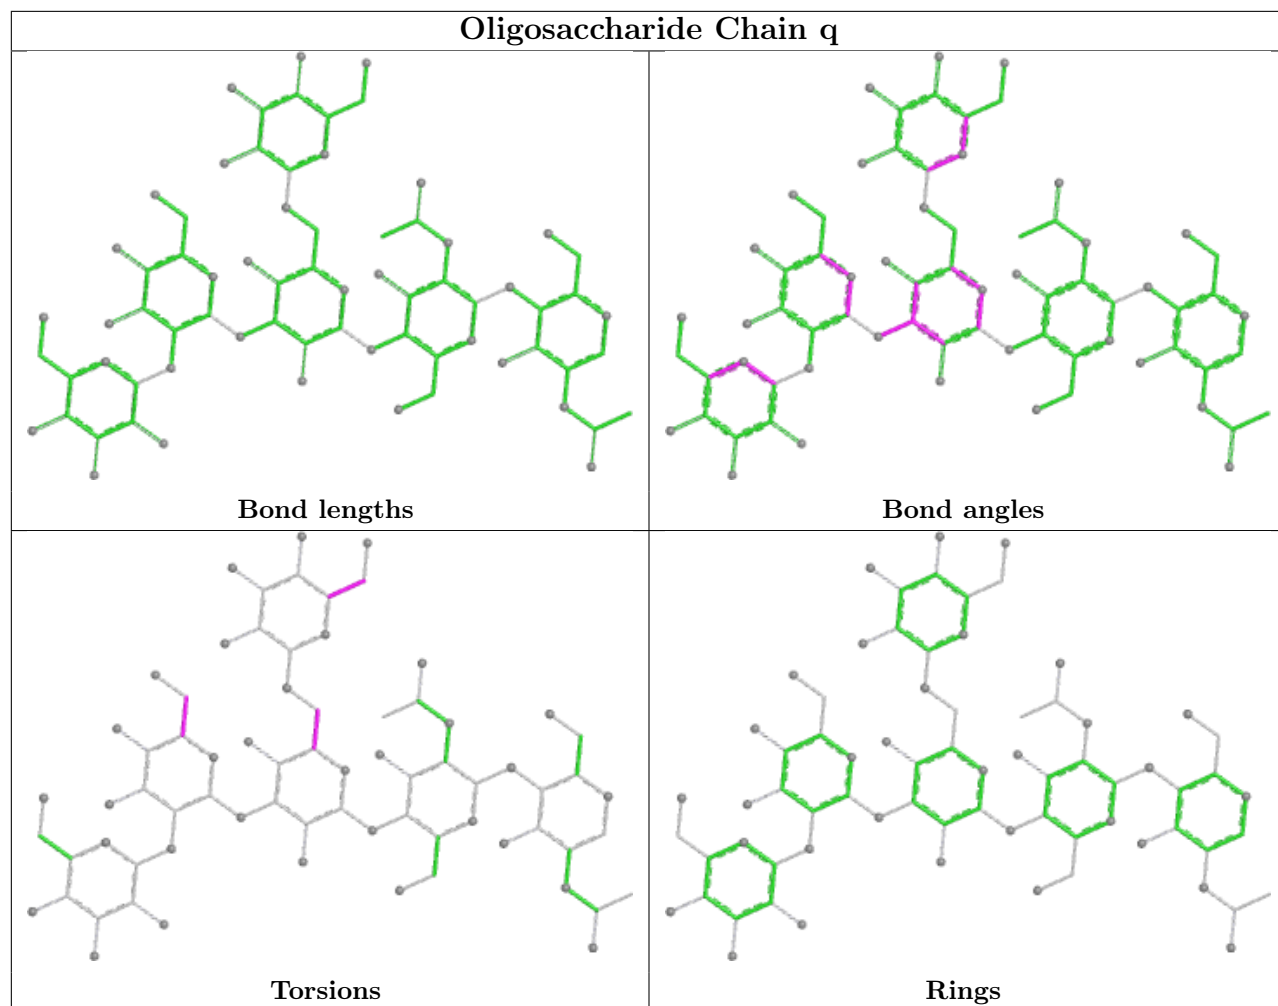 Oligosaccharide Chain q
Bond lengths
Bond angles
Torsions
Rings